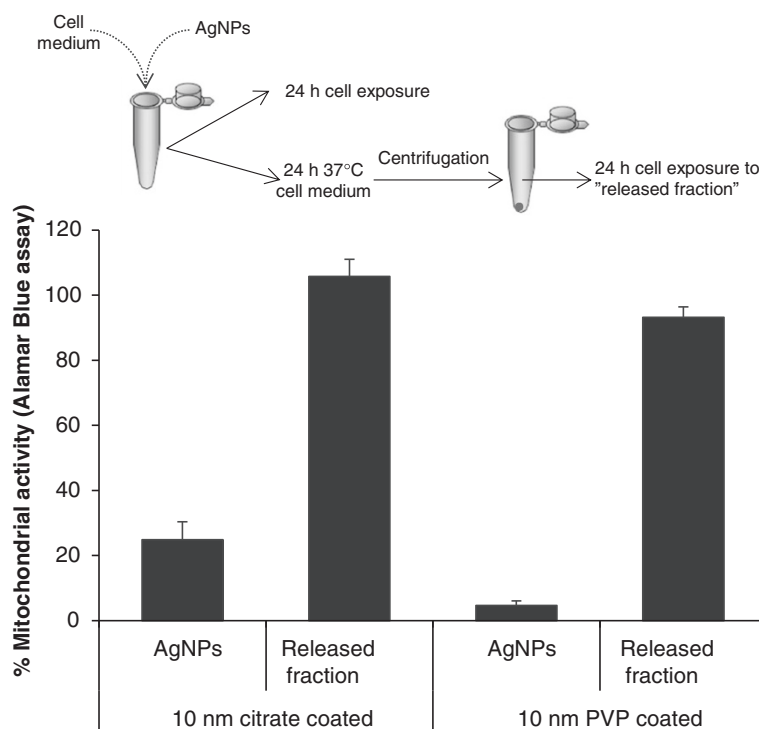 Cell
medium
AgNPs
24 h cell exposure
24 h 37°C
cell medium
Centrifugation
24 h cell exposure to
"released fraction"
% Mitochondrial activity (Alamar Blue assay)
120
100
80
60
40
20
0
AgNPs
Released
fraction
AgNPs
Released
fraction
10 nm citrate coated
10 nm PVP coated